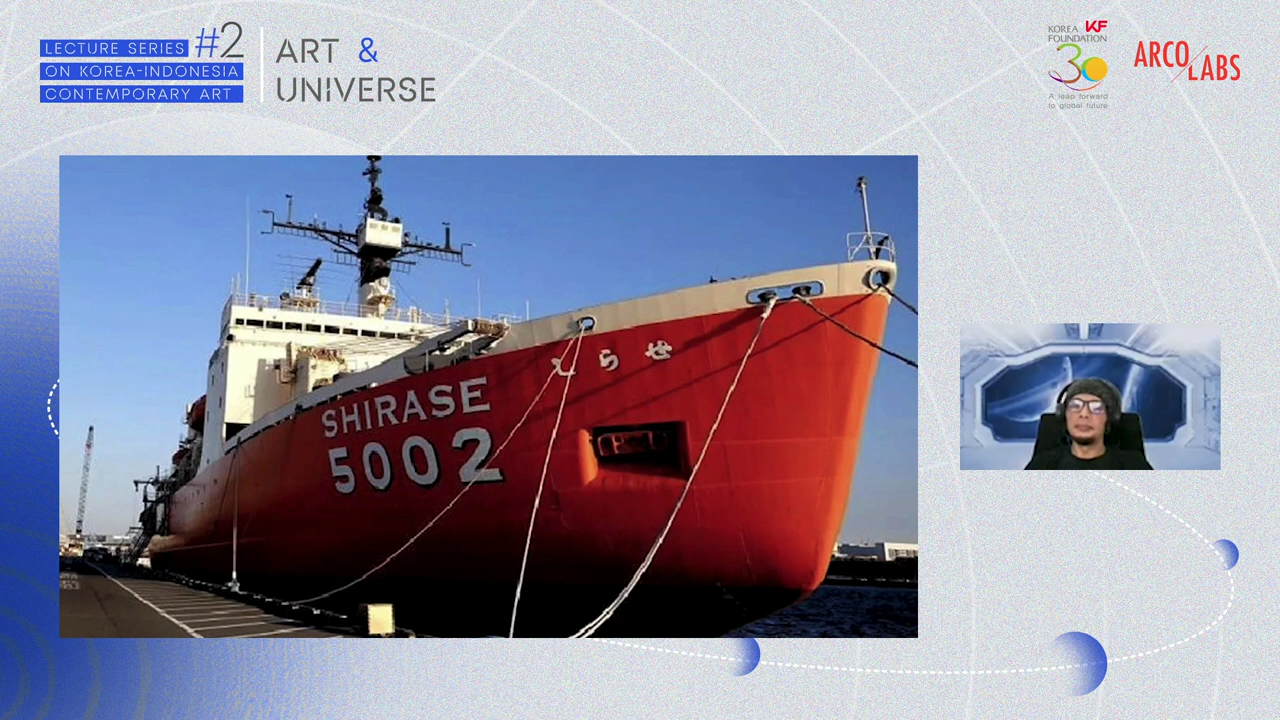 LECTURE SERIES #2
ON KOREA-INDONESIA
CONTEMPORARY ART
ART &
UNIVERSE
KOREA KF
FOUNDATION
30
A leap forward
to global future
ARCO/LABS
しらせ
SHIRASE
5002